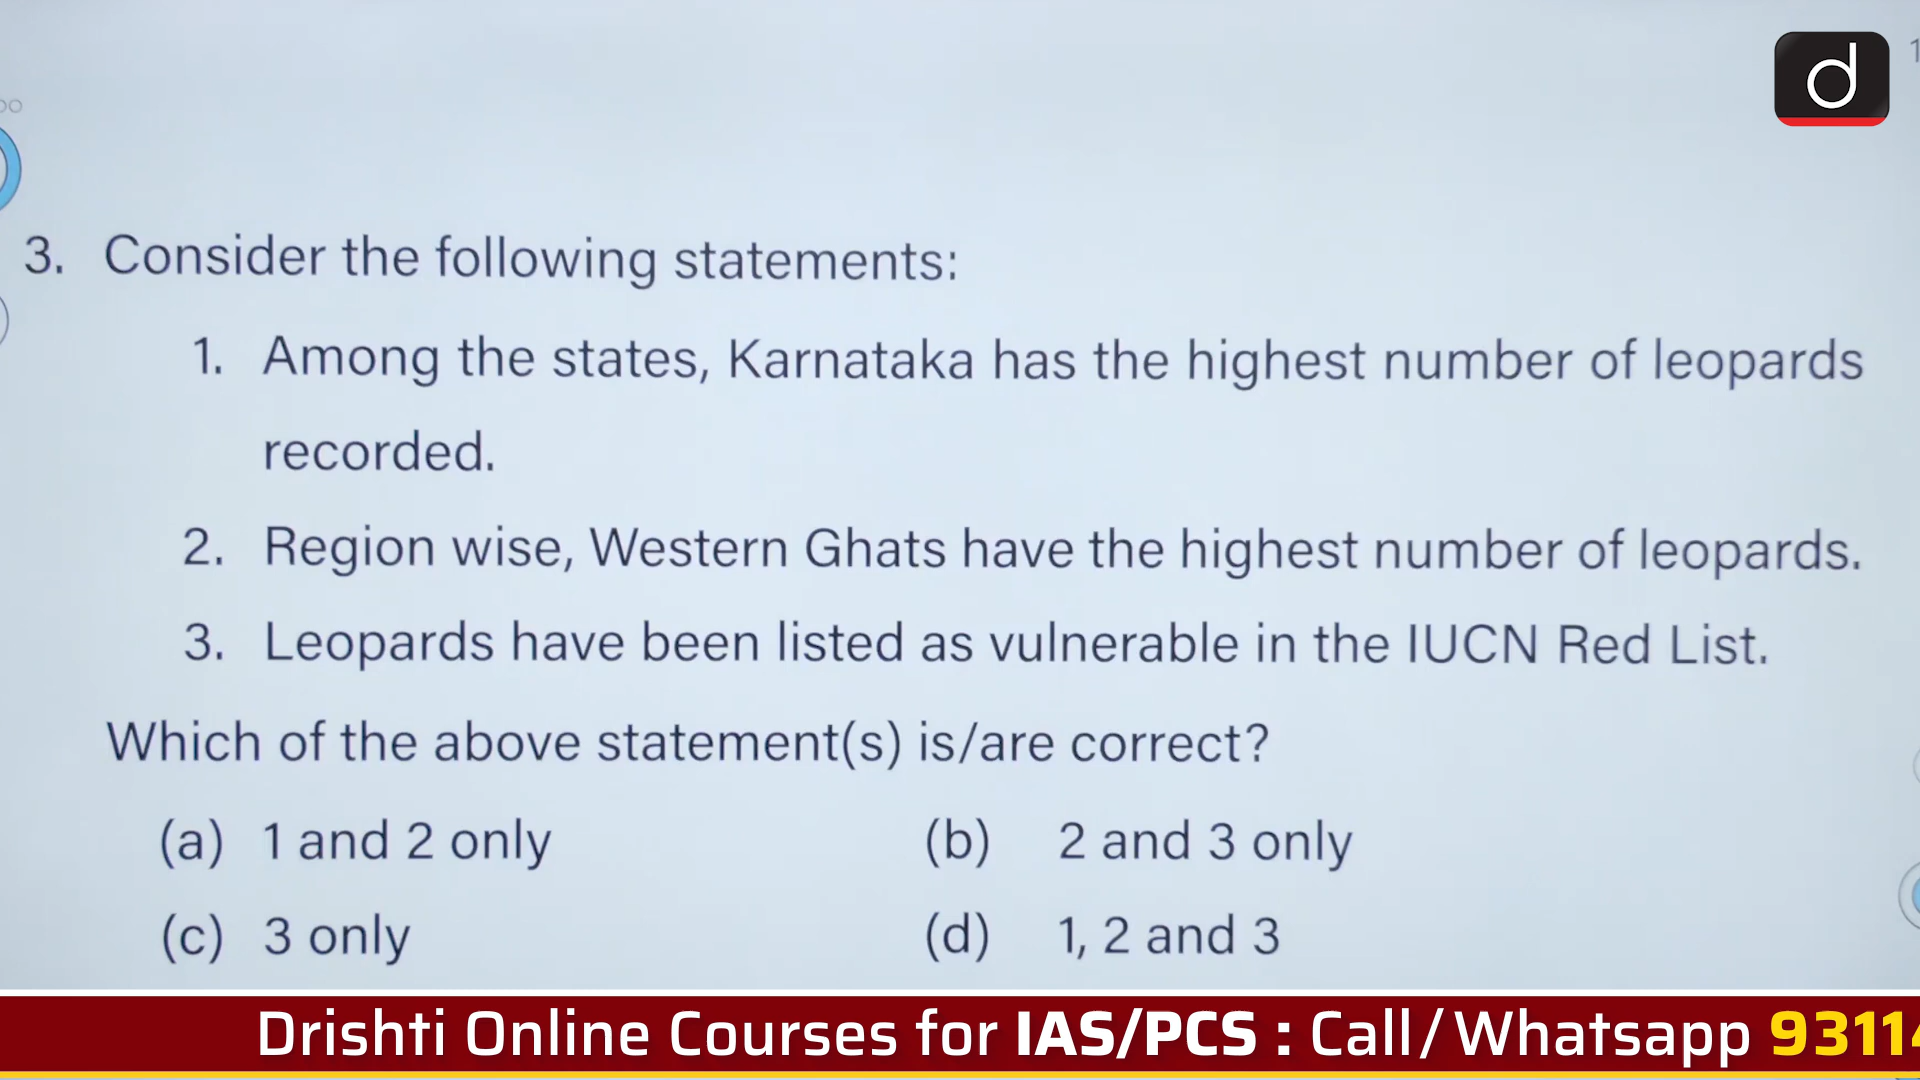 3. Consider the following statements:
1. Among the states, Karnataka has the highest number of leopards
recorded.
2. Region wise, Western Ghats have the highest number of leopards.
3. Leopards have been listed as vulnerable in the IUCN Red List.
Which of the above statement(s) is/are correct?
(a) 1 and 2 only (b) 2 and 3 only
(c) 3 only (d) 1, 2 and 3
d
Drishti Online Courses for IAS/PCS : Call/Whatsapp 9311